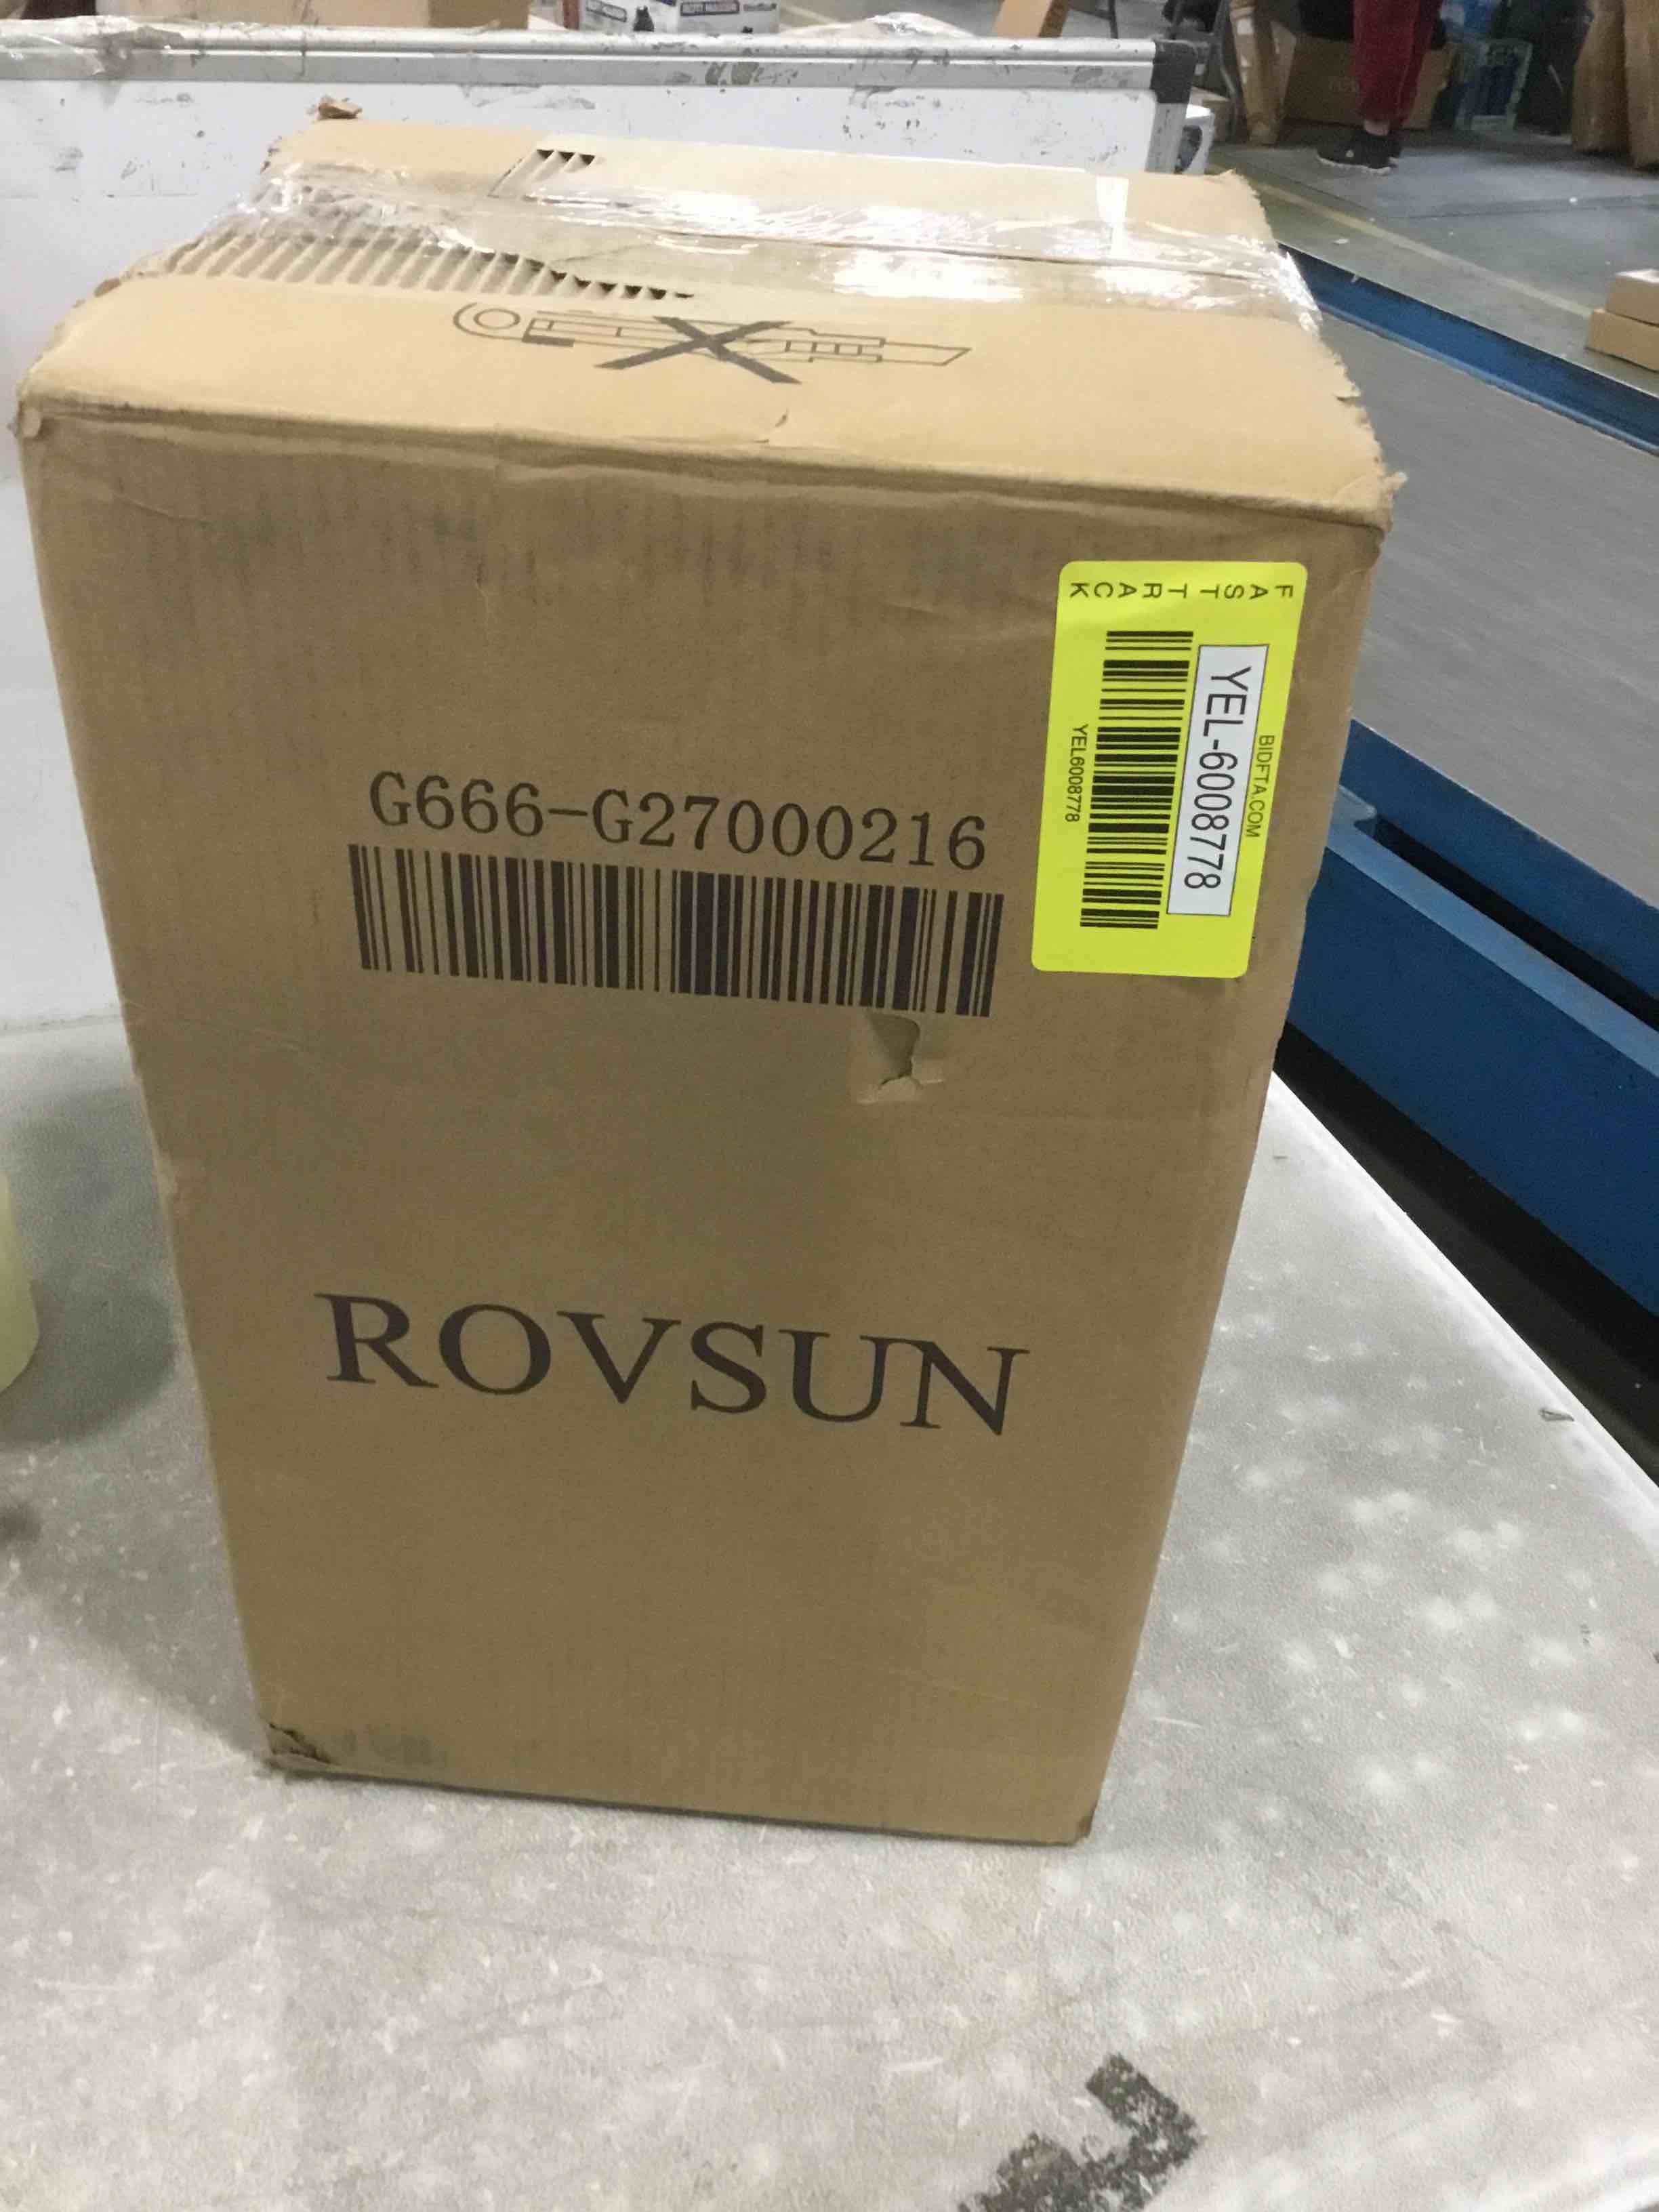 FAST TRACK
BIDFTA.COM
YEL-6008778
YEL6008778
G666-G27000216
ROVSUN